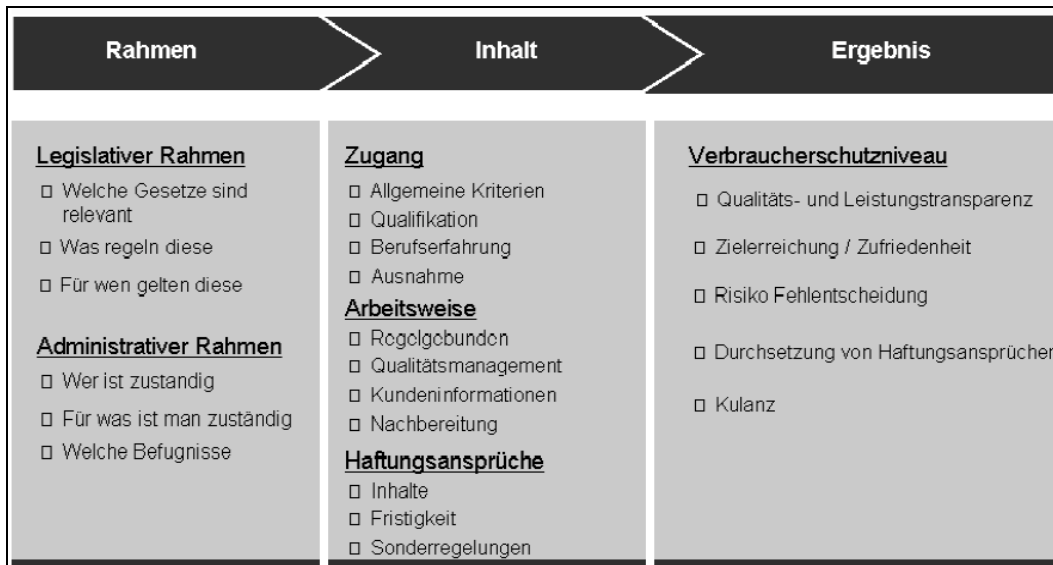 Rahmen
Inhalt
Ergebnis
Legislativer Rahmen
Welche Gesetze sind
relevant
Was regeln diese
Für wen gelten diese
Administrativer Rahmen
Wer ist zustandig
Für was ist man zuständig
Welche Befugnisse
Zugang
Allgemeine Kriterien
Qualifikation
Berufserfahrung
Ausnahme
Arbeitsweise
Regelgebunden
Qualitätsmanagement
Kundeninformationen
Nachbereitung
Haftungsansprüche
Inhalte
Fristigkeit
Sonderregelungen
Verbraucherschutzniveau
Qualitäts- und Leistungstransparenz
Zielerreichung / Zufriedenheit
Risiko Fehlentscheidung
Durchsetzung von Haftungsansprücher
Kulanz